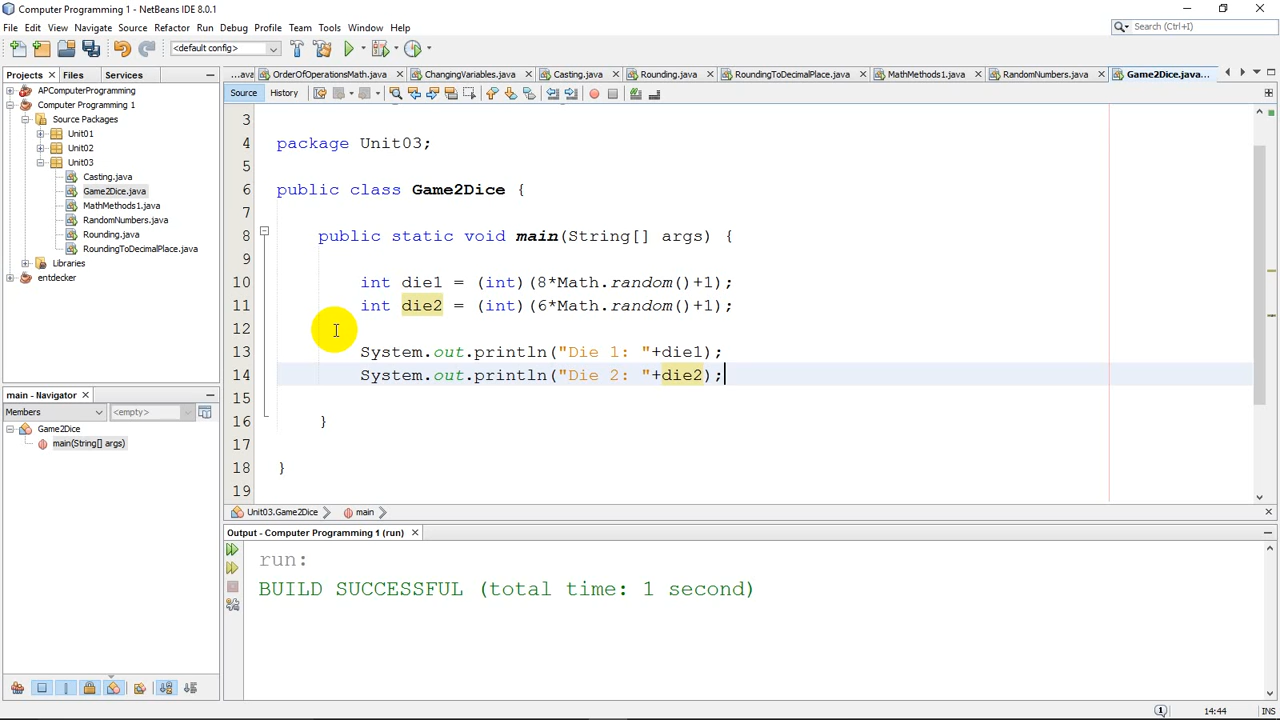 Computer Programming 1 - NetBeans IDE 8.0.1
File Edit View Navigate Source Refactor Run Debug Profile Team Tools Window Help
Search (Ctrl+I)
<default config>
Projects Files Services
...ava OrderOfOperationsMath.java ChangingVariables.java Casting.java Rounding.java RoundingToDecimalPlace.java MathMethods1.java RandomNumbers.java Game2Dice.java...
Source History
APComputerProgramming
Computer Programming 1
Source Packages
Unit01
Unit02
Unit03
Casting.java
Game2Dice.java
MathMethods1.java
RandomNumbers.java
Rounding.java
RoundingToDecimalPlace.java
Libraries
entdecker
main - Navigator
Members <empty>
Game2Dice
main(String[] args)
3
4 package Unit03;
5
6 public class Game2Dice {
7
8 public static void main(String[] args) {
9
10 int die1 = (int)(8*Math.random()+1);
11 int die2 = (int)(6*Math.random()+1);
12
13 System.out.println("Die 1: "+die1);
14 System.out.println("Die 2: "+die2);
15
16 }
17
18 }
19
Unit03.Game2Dice main
Output - Computer Programming 1 (run)
run:
BUILD SUCCESSFUL (total time: 1 second)
1 14:44 INS